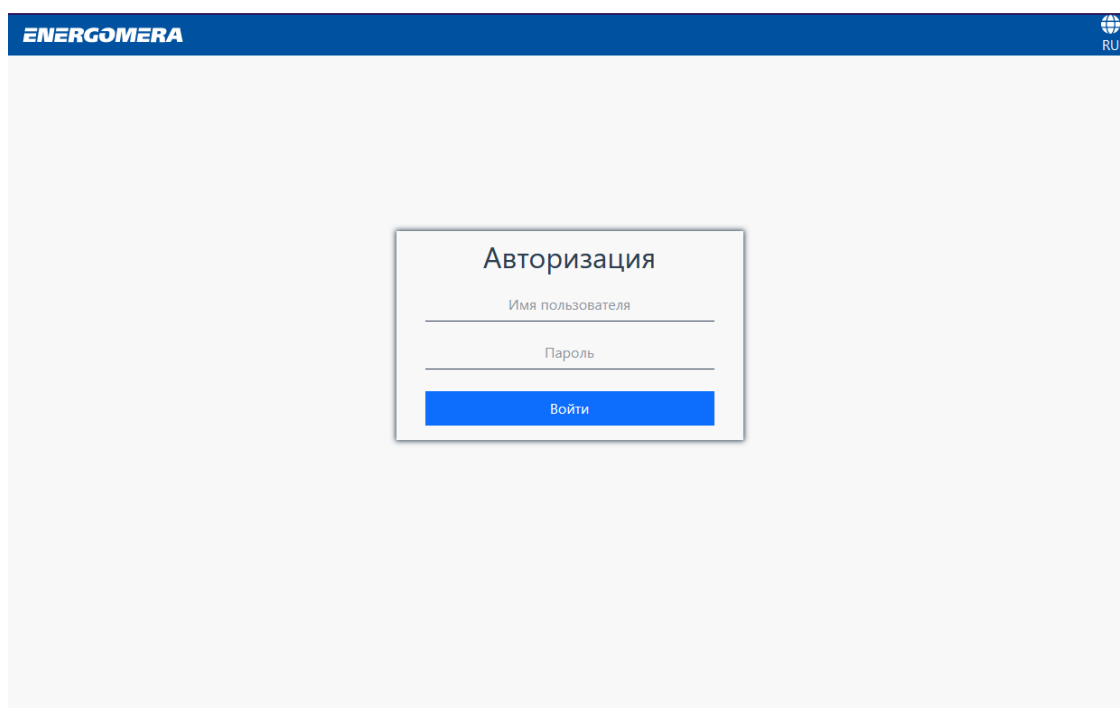 ENERGOMERA
RU
Авторизация
Имя пользователя
Пароль
Войти